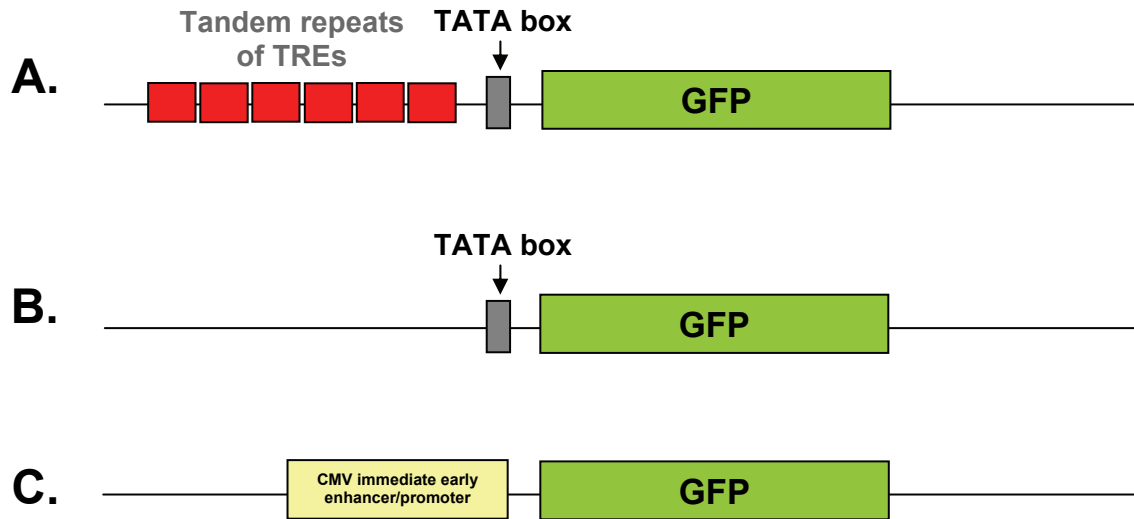 Tandem repeats
of TREs
TATA box
A.
GFP
TATA box
B.
GFP
C.
CMV immediate early
enhancer/promoter
GFP